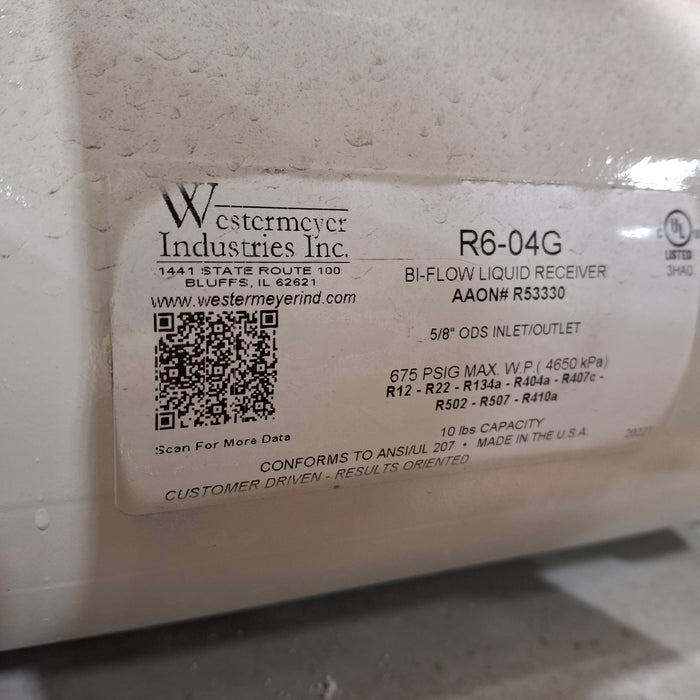 Westermeyer
Industries Inc.
1441 STATE ROUTE 100
BLUFFS, IL 62621
www.westermeyerind.com
Scan For More Data
R6-04G
BI-FLOW LIQUID RECEIVER
AAON# R53330
5/8" ODS INLET/OUTLET
675 PSIG MAX. W.P.( 4650 kPa)
R12 - R22 - R134a - R404a - R407c -
R502 - R507 - R410a
10 lbs CAPACITY
CONFORMS TO ANSI/UL 207 • MADE IN THE U.S.A.
CUSTOMER DRIVEN - RESULTS ORIENTED
C UL
LISTED
3HA0